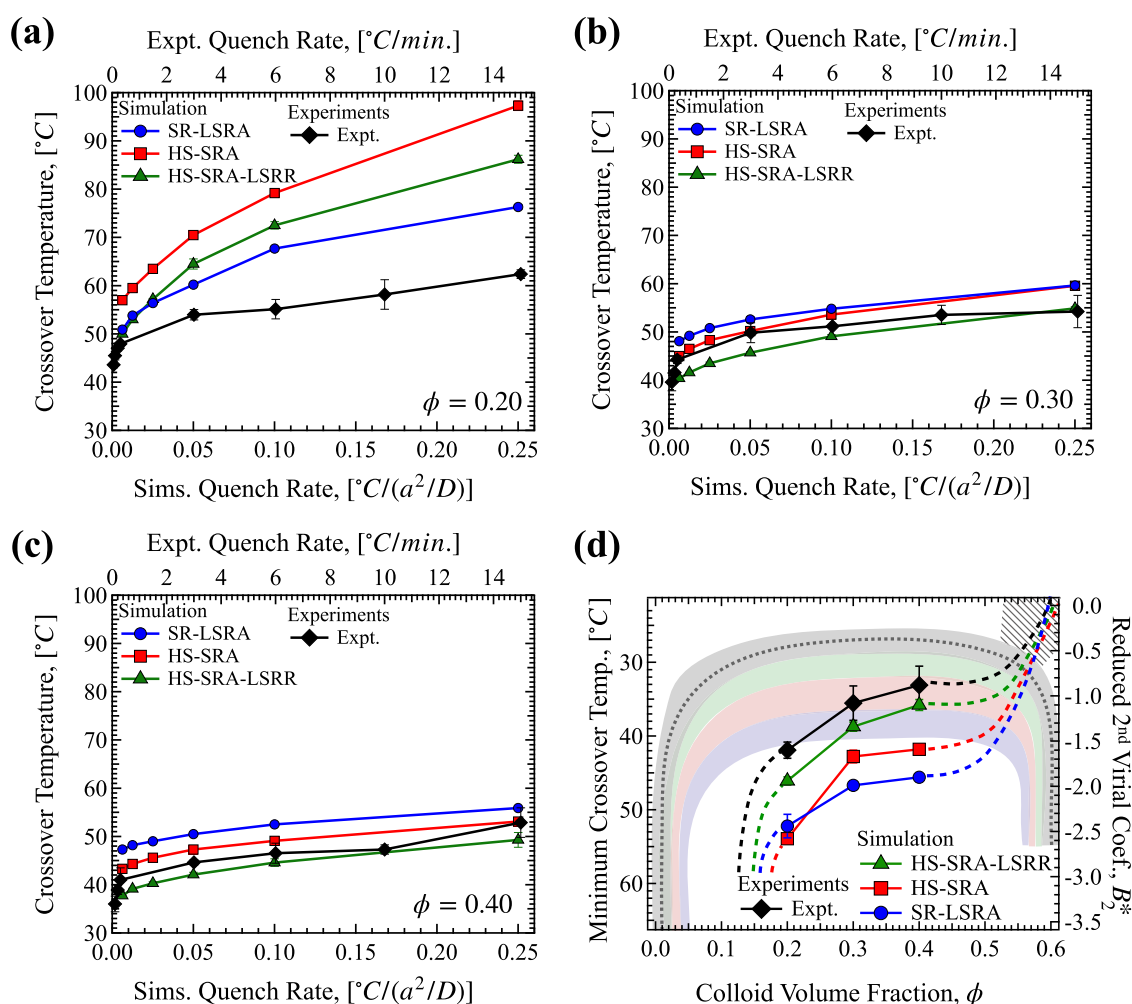 (a)
Expt. Quench Rate, [°C/min.]
0 3 6 9 12
Crossover Temperature, [°C]
100
90
80
70
60
50
40
30
Simulation
SR-LSRA
HS-SRA
HS-SRA-LSRR
Experiments
Expt.
ϕ = 0.20
0.00 0.05 0.10 0.15 0.20 0.25
Sims. Quench Rate, [°C/(a²/D)]
(b)
Expt. Quench Rate, [°C/min.]
0 2 4 6 8 10 12 14
Crossover Temperature, [°C]
100
90
80
70
60
50
40
30
Simulation
SR-LSRA
HS-SRA
HS-SRA-LSRR
Experiments
Expt.
ϕ = 0.30
0.00 0.05 0.10 0.15 0.20 0.25
Sims. Quench Rate, [°C/(a²/D)]
(c)
Expt. Quench Rate, [°C/min.]
0 2 4 6 8 10 12 14
Crossover Temperature, [°C]
100
90
80
70
60
50
40
30
Simulation
SR-LSRA
HS-SRA
HS-SRA-LSRR
Experiments
Expt.
ϕ = 0.40
0.00 0.05 0.10 0.15 0.20 0.25
Sims. Quench Rate, [°C/(a²/D)]
(d)
Minimum Crossover Temp., [°C]
30
40
50
60
Reduced 2nd Virial Coef., B*₂
0.0
-0.5
-1.0
-1.5
-2.0
-2.5
-3.0
-3.5
Simulation
HS-SRA-LSRR
HS-SRA
SR-LSRA
Experiments
Expt.
0.0 0.1 0.2 0.3 0.4 0.5 0.6
Colloid Volume Fraction, ϕ